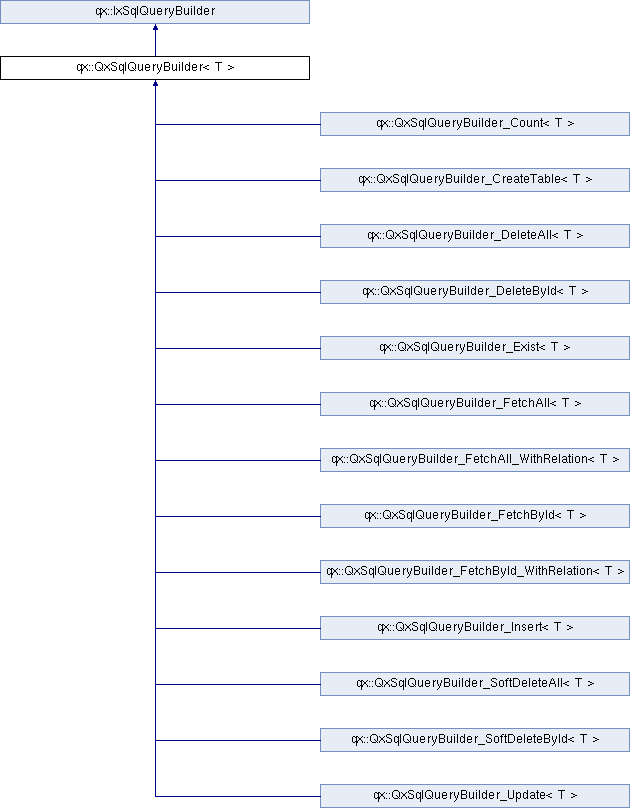 qx::IxSqlQueryBuilder
qx::QxSqlQueryBuilder< T >
qx::QxSqlQueryBuilder_Count< T >
qx::QxSqlQueryBuilder_CreateTable< T >
qx::QxSqlQueryBuilder_DeleteAll< T >
qx::QxSqlQueryBuilder_DeleteById< T >
qx::QxSqlQueryBuilder_Exist< T >
qx::QxSqlQueryBuilder_FetchAll< T >
qx::QxSqlQueryBuilder_FetchAll_WithRelation< T >
qx::QxSqlQueryBuilder_FetchById< T >
qx::QxSqlQueryBuilder_FetchById_WithRelation< T >
qx::QxSqlQueryBuilder_Insert< T >
qx::QxSqlQueryBuilder_SoftDeleteAll< T >
qx::QxSqlQueryBuilder_SoftDeleteById< T >
qx::QxSqlQueryBuilder_Update< T >